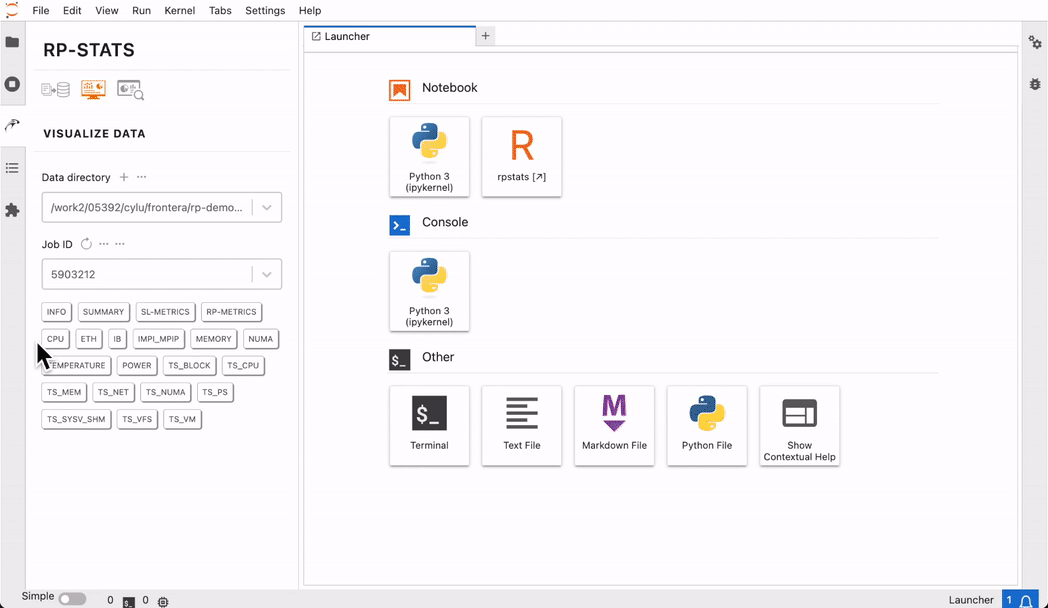 File Edit View Run Kernel Tabs Settings Help
RP-STATS
VISUALIZE DATA
Data directory + ...
/work2/05392/cylu/frontera/rp-demo...
Job ID ... ...
5903212
INFO SUMMARY SL-METRICS RP-METRICS
CPU ETH IB IMPI_MPIP MEMORY NUMA
TEMPERATURE POWER TS_BLOCK TS_CPU
TS_MEM TS_NET TS_NUMA TS_PS
TS_SYSV_SHM TS_VFS TS_VM
Launcher +
Notebook
Python 3
(ipykernel)
R
rpstats [↗]
>_ Console
Python 3
(ipykernel)
$_ Other
$_
Terminal
Text File
M
Markdown File
Python File
Show
Contextual Help
Simple 0 $_ 0
Launcher 1